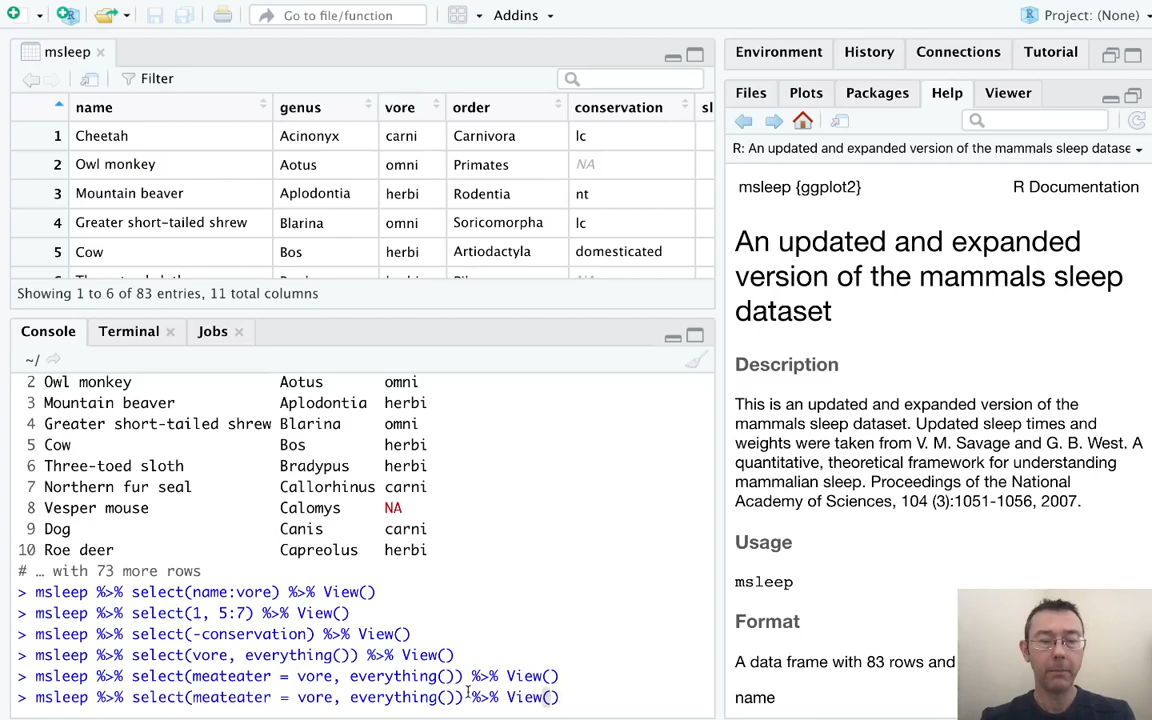 Go to file/function
Addins
Project: (None)
msleep
Filter
name genus vore order conservation sl
1 Cheetah Acinonyx carni Carnivora lc
2 Owl monkey Aotus omni Primates NA
3 Mountain beaver Aplodontia herbi Rodentia nt
4 Greater short-tailed shrew Blarina omni Soricomorpha lc
5 Cow Bos herbi Artiodactyla domesticated
Showing 1 to 6 of 83 entries, 11 total columns
Console Terminal Jobs
~/
2 Owl monkey Aotus omni
3 Mountain beaver Aplodontia herbi
4 Greater short-tailed shrew Blarina omni
5 Cow Bos herbi
6 Three-toed sloth Bradypus herbi
7 Northern fur seal Callorhinus carni
8 Vesper mouse Calomys NA
9 Dog Canis carni
10 Roe deer Capreolus herbi
# … with 73 more rows
> msleep %>% select(name:vore) %>% View()
> msleep %>% select(1, 5:7) %>% View()
> msleep %>% select(-conservation) %>% View()
> msleep %>% select(vore, everything()) %>% View()
> msleep %>% select(meateater = vore, everything()) %>% View()
> msleep %>% select(meateater = vore, everything()) %>% View()
Environment History Connections Tutorial
Files Plots Packages Help Viewer
R: An updated and expanded version of the mammals sleep datase
msleep {ggplot2} R Documentation
An updated and expanded
version of the mammals sleep
dataset
Description
This is an updated and expanded version of the
mammals sleep dataset. Updated sleep times and
weights were taken from V. M. Savage and G. B. West. A
quantitative, theoretical framework for understanding
mammalian sleep. Proceedings of the National
Academy of Sciences, 104 (3):1051-1056, 2007.
Usage
msleep
Format
A data frame with 83 rows and
name